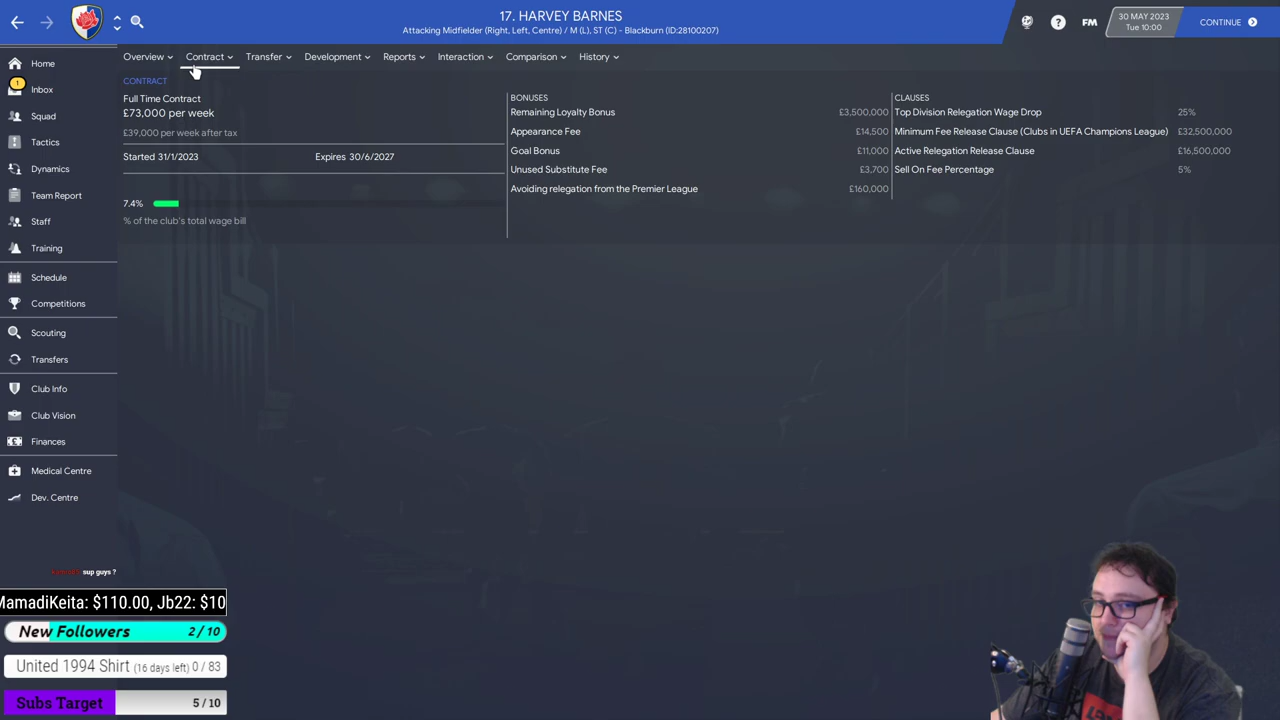 17. HARVEY BARNES
Attacking Midfielder (Right, Left, Centre) / M (L), ST (C) - Blackburn (ID:28100207)
FM
30 MAY 2023
Tue 10:00
CONTINUE
Overview
Contract
Transfer
Development
Reports
Interaction
Comparison
History
Home
1
Inbox
Squad
Tactics
Dynamics
Team Report
Staff
Training
Schedule
Competitions
Scouting
Transfers
Club Info
Club Vision
Finances
Medical Centre
Dev. Centre
CONTRACT
Full Time Contract
£73,000 per week
£39,000 per week after tax
Started 31/1/2023
Expires 30/6/2027
7.4%
% of the club's total wage bill
BONUSES
Remaining Loyalty Bonus £3,500,000
Appearance Fee £14,500
Goal Bonus £11,000
Unused Substitute Fee £3,700
Avoiding relegation from the Premier League £160,000
CLAUSES
Top Division Relegation Wage Drop 25%
Minimum Fee Release Clause (Clubs in UEFA Champions League) £32,500,000
Active Relegation Release Clause £16,500,000
Sell On Fee Percentage 5%
sup guys ?
MamadiKeita: $110.00, Jb22: $10
New Followers 2 / 10
United 1994 Shirt (16 days left) 0 / 83
Subs Target 5 / 10